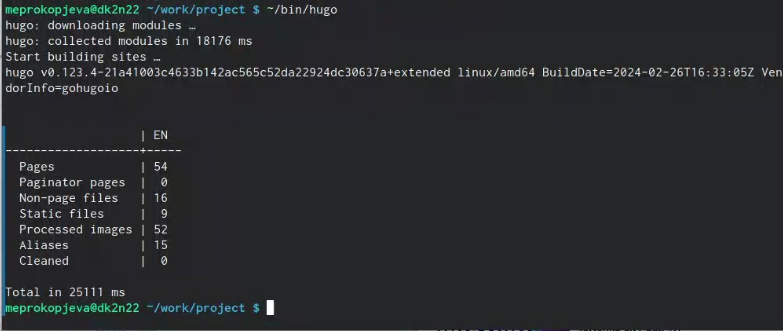 meprokopjeva@dk2n22 ~/work/project $ ~/bin/hugo
hugo: downloading modules …
hugo: collected modules in 18176 ms
Start building sites …
hugo v0.123.4-21a41003c4633b142ac565c52da22924dc30637a+extended linux/amd64 BuildDate=2024-02-26T16:33:05Z Ven
dorInfo=gohugoio
| EN
-------------------+-----
Pages | 54
Paginator pages | 0
Non-page files | 16
Static files | 9
Processed images | 52
Aliases | 15
Cleaned | 0
Total in 25111 ms
meprokopjeva@dk2n22 ~/work/project $